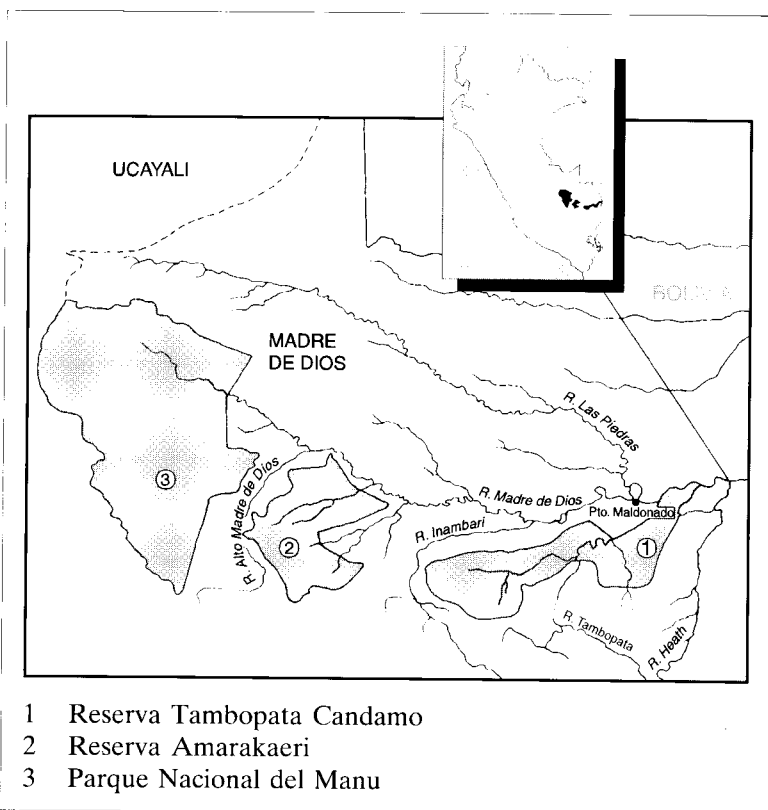 UCAYALI
BOLIVIA
MADRE
DE DIOS
R. Las Piedras
R. Alto Madre de Dios
R. Madre de Dios
Pto. Maldonado
R. Inambari
R. Tambopata
R. Heath
3
2
1
1 Reserva Tambopata Candamo
2 Reserva Amarakaeri
3 Parque Nacional del Manu